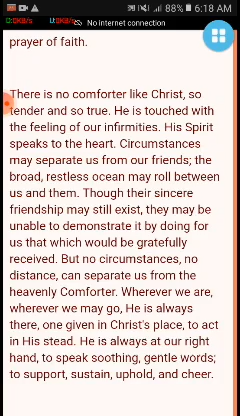 88% 6:18 AM
0:0KB/s U:0KB/s No internet connection
prayer of faith.
There is no comforter like Christ, so
tender and so true. He is touched with
the feeling of our infirmities. His Spirit
speaks to the heart. Circumstances
may separate us from our friends; the
broad, restless ocean may roll between
us and them. Though their sincere
friendship may still exist, they may be
unable to demonstrate it by doing for
us that which would be gratefully
received. But no circumstances, no
distance, can separate us from the
heavenly Comforter. Wherever we are,
wherever we may go, He is always
there, one given in Christ's place, to act
in His stead. He is always at our right
hand, to speak soothing, gentle words;
to support, sustain, uphold, and cheer.